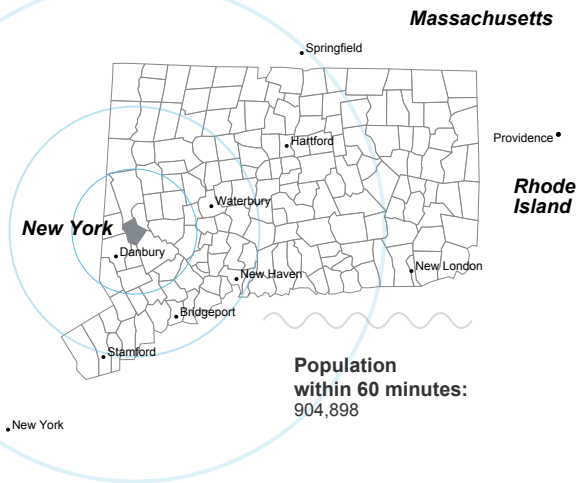 Massachusetts
Springfield
Hartford
Providence
Rhode
Island
Waterbury
New York
Danbury
New Haven
New London
Bridgeport
Stamford
Population
within 60 minutes:
904,898
New York